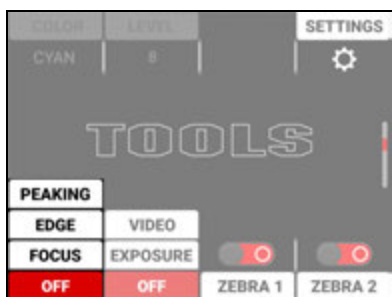 COLOR LEVEL SETTINGS
CYAN 8
TOOLS
PEAKING
EDGE VIDEO
FOCUS EXPOSURE
OFF OFF ZEBRA 1 ZEBRA 2